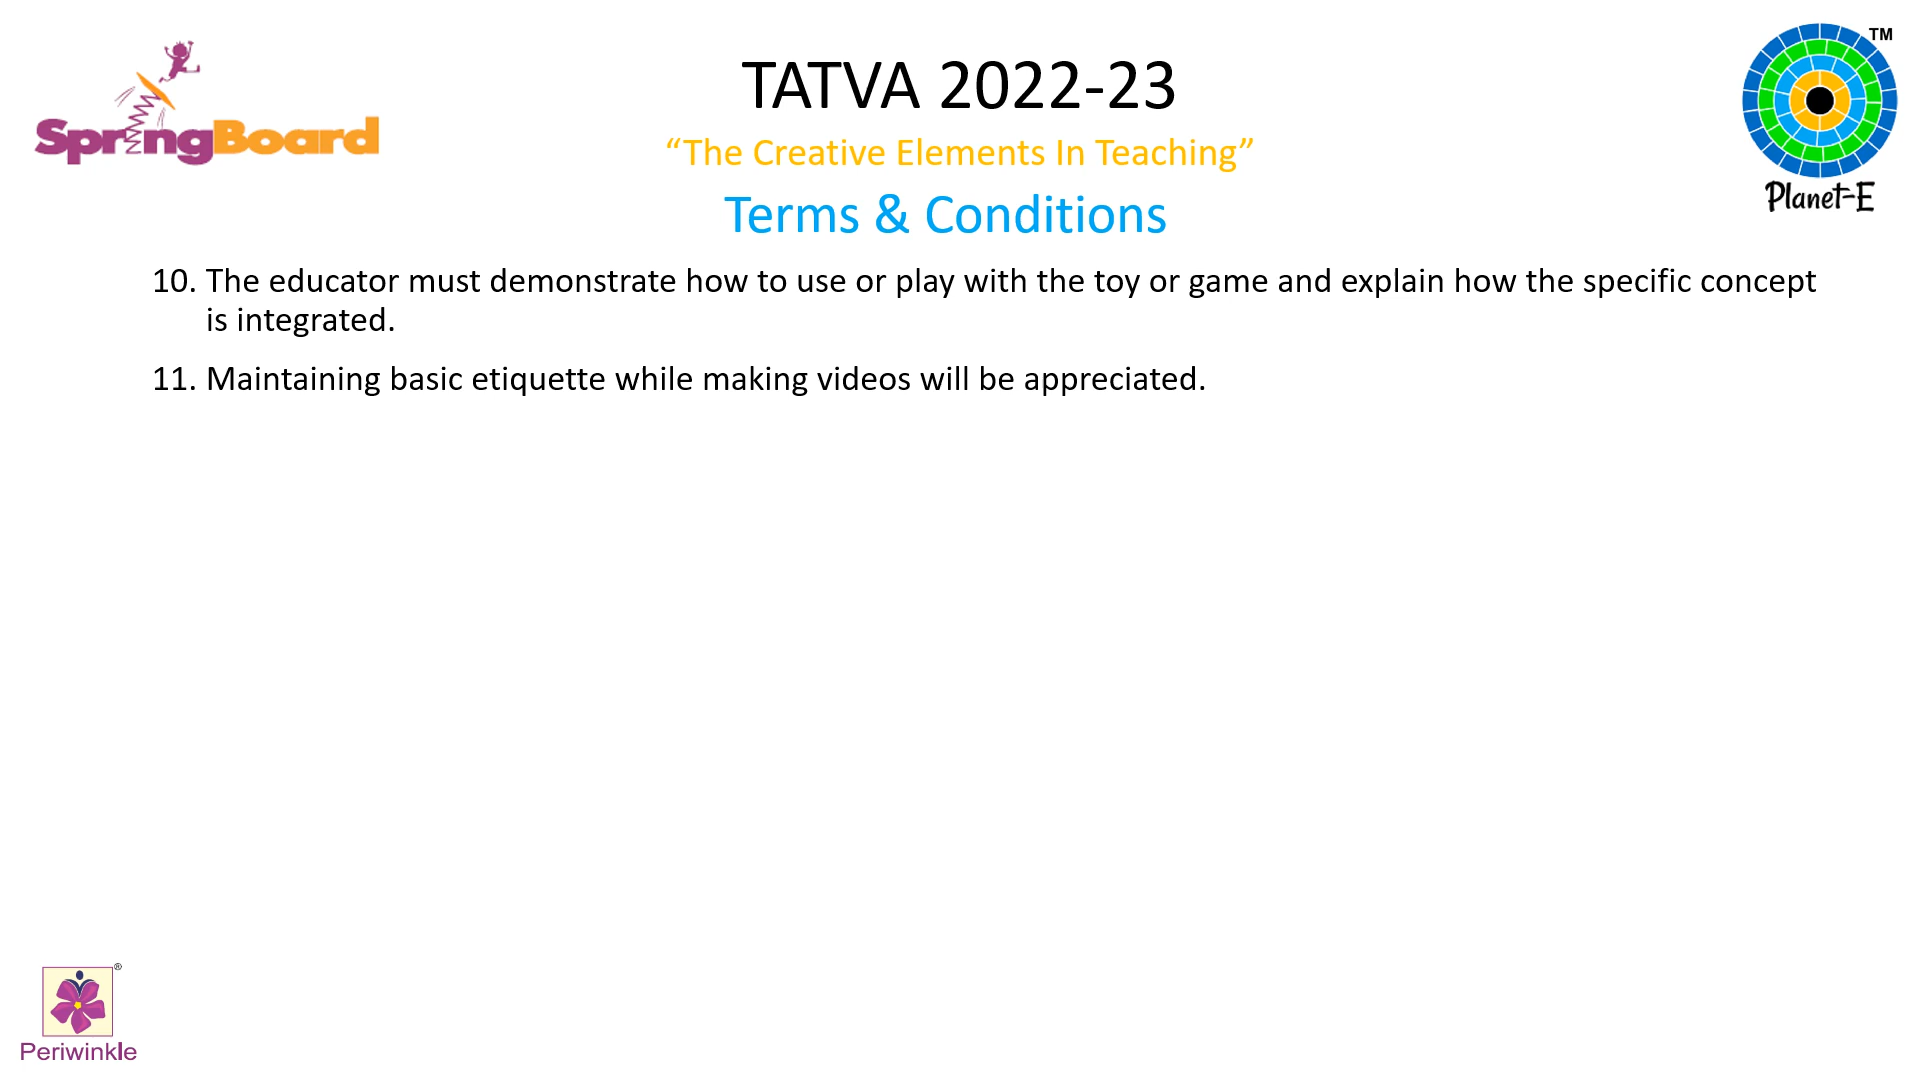 SpringBoard
TATVA 2022-23
“The Creative Elements In Teaching”
Terms & Conditions
TM
Planet-E
10. The educator must demonstrate how to use or play with the toy or game and explain how the specific concept
is integrated.
11. Maintaining basic etiquette while making videos will be appreciated.
®
Periwinkle